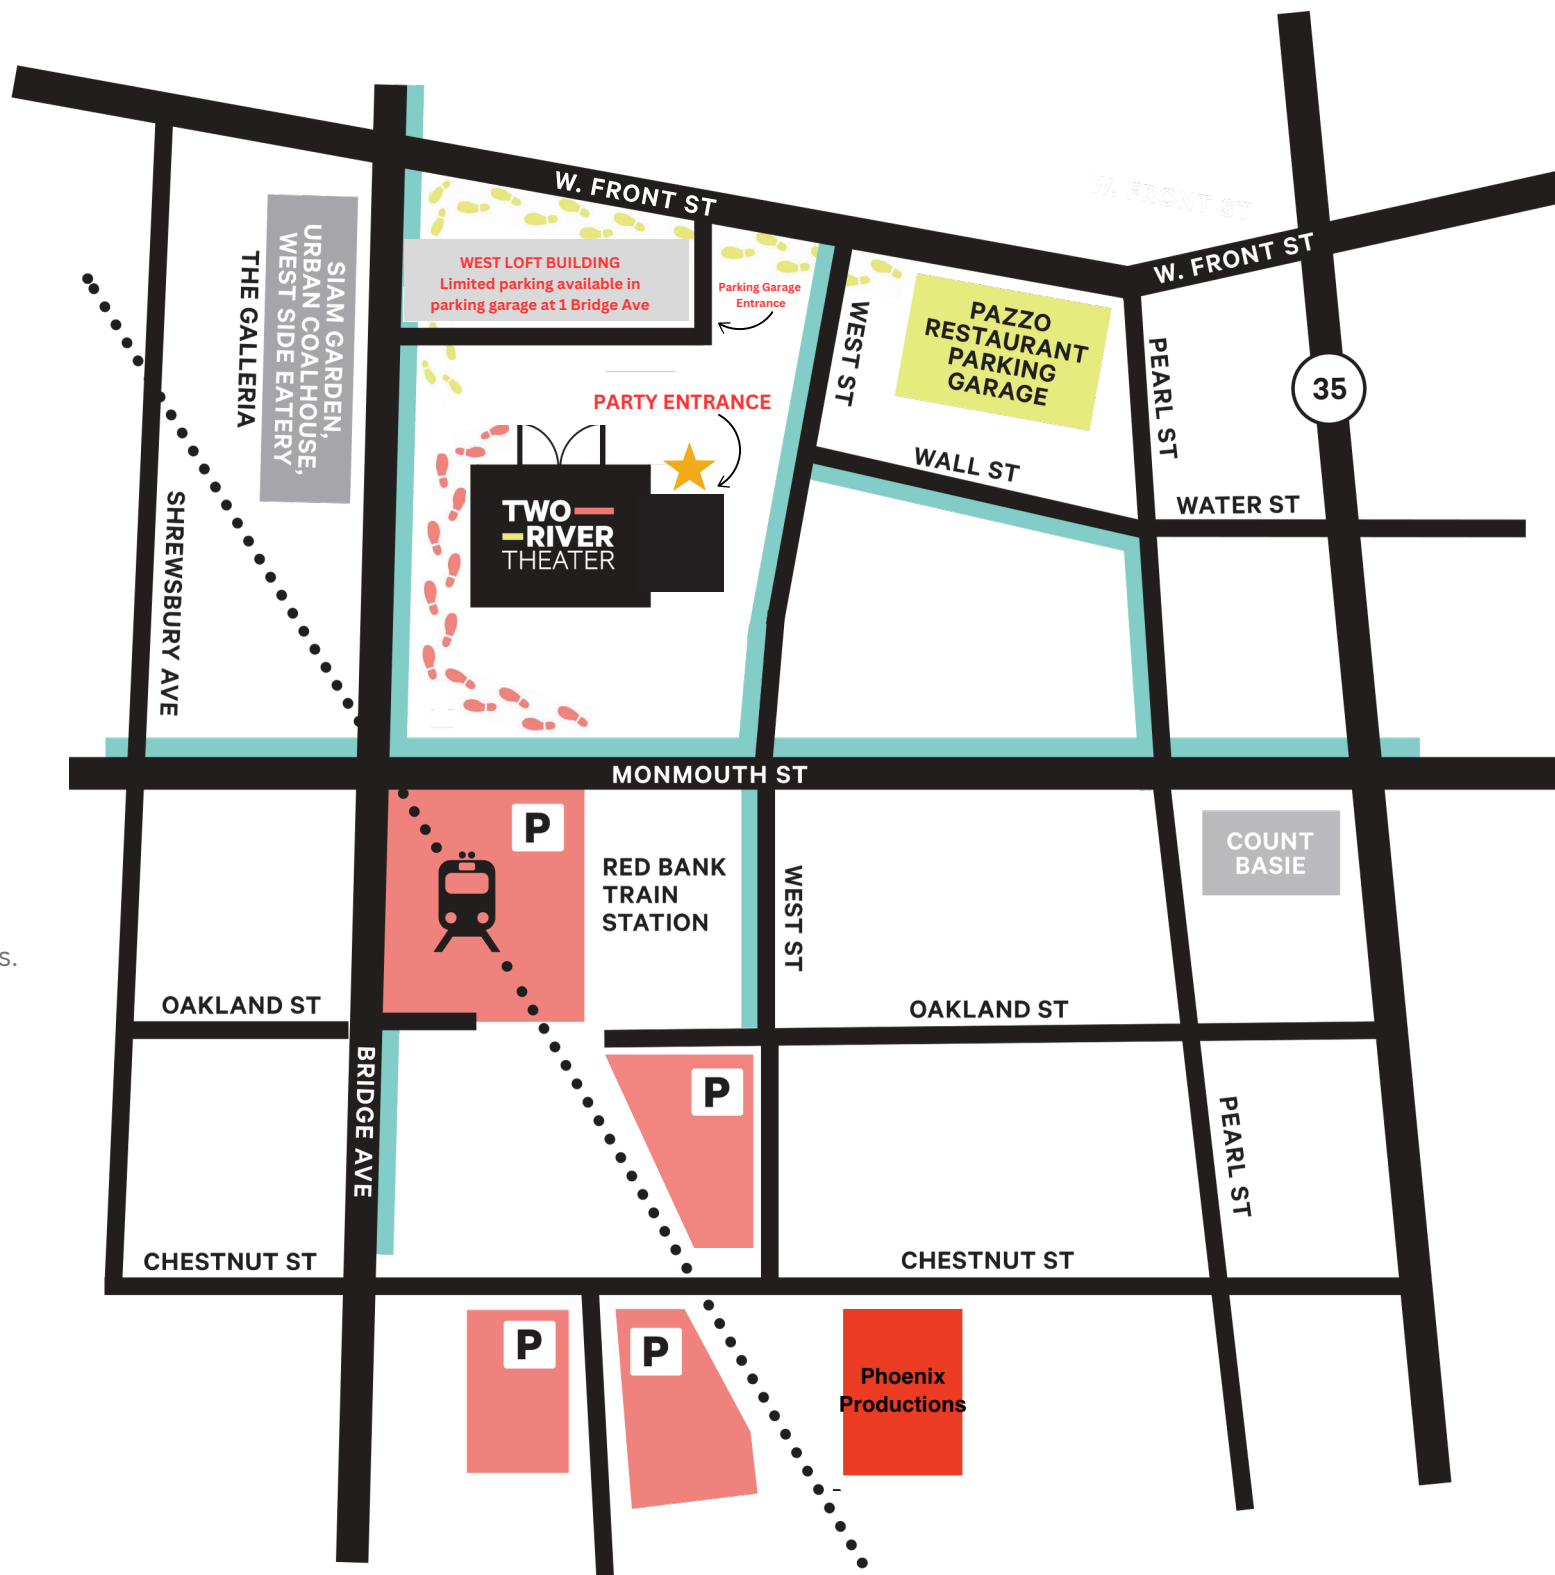 W. FRONT ST
W. FRONT ST
W. FRONT ST
SIAM GARDEN,
URBAN COALHOUSE,
WEST SIDE EATERY
THE GALLERIA
WEST LOFT BUILDING
Limited parking available in
parking garage at 1 Bridge Ave
Parking Garage
Entrance
PAZZO
RESTAURANT
PARKING
GARAGE
WEST ST
PEARL ST
35
PARTY ENTRANCE
WALL ST
WATER ST
TWO
RIVER
THEATER
SHREWSBURY AVE
MONMOUTH ST
P
RED BANK
TRAIN
STATION
WEST ST
COUNT
BASIE
s.
OAKLAND ST
OAKLAND ST
BRIDGE AVE
P
PEARL ST
CHESTNUT ST
CHESTNUT ST
P
P
Phoenix
Productions